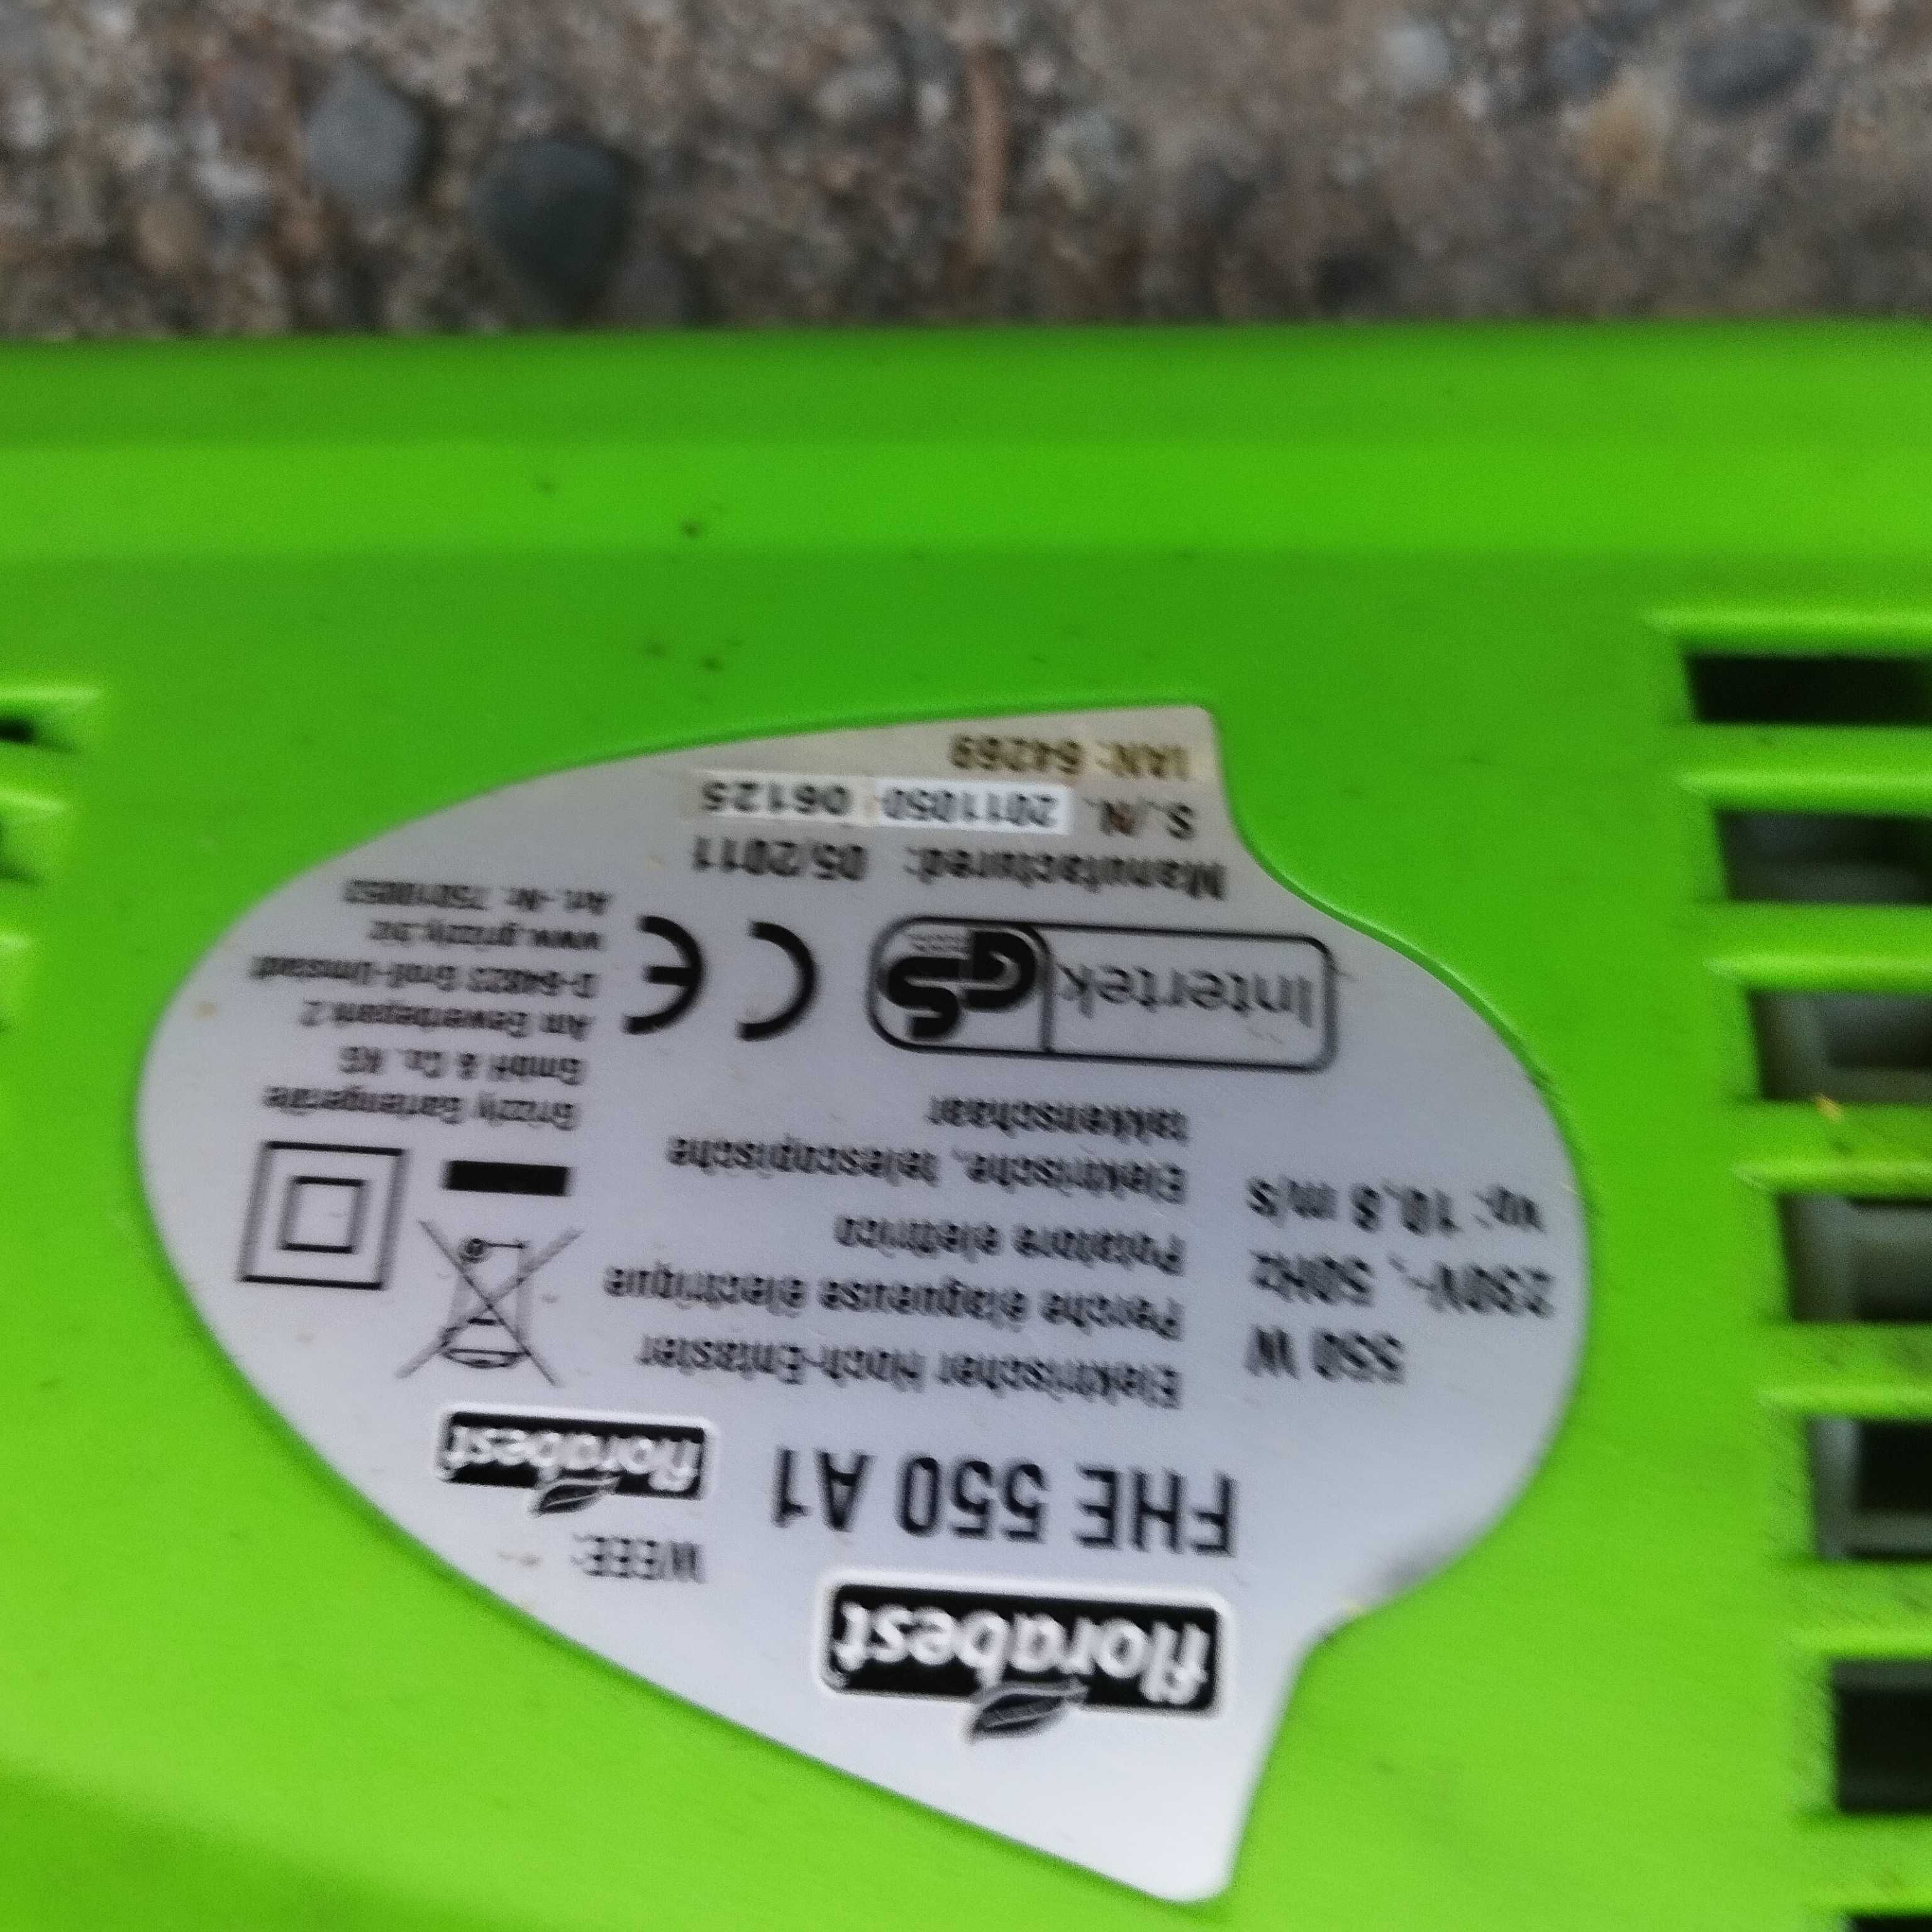 florabest
FHE 550 A1
550 W
230V~, 50Hz
v₀: 10,8 m/s
Elektrischer Hoch-Entaster
Perche élagueuse électrique
Potatore elettrico
Elektrische, telescopische
takkenschaar
Intertek
GS
CE
Manufactured: 05/2011
S./N. 2011050 06125
IAN: 64269
WEEE:
florabest
Grizzly Gartengeräte
GmbH & Co. KG
Am Gewerbepark 2
D-64823 Groß-Umstadt
www.grizzly.biz
Art.-Nr.